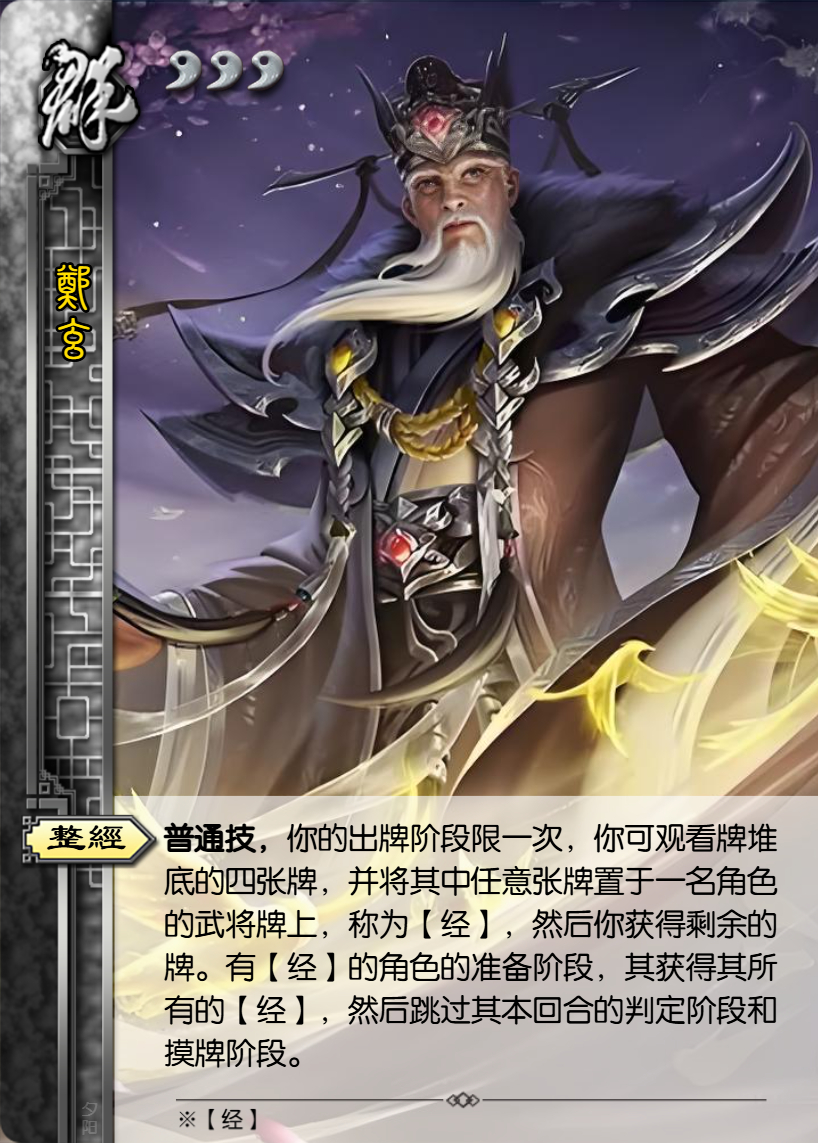 群
鄭玄
整經
普通技，你的出牌阶段限一次，你可观看牌堆
底的四张牌，并将其中任意张牌置于一名角色
的武将牌上，称为【经】，然后你获得剩余的
牌。有【经】的角色的准备阶段，其获得其所
有的【经】，然后跳过其本回合的判定阶段和
摸牌阶段。
※【经】
夕阳